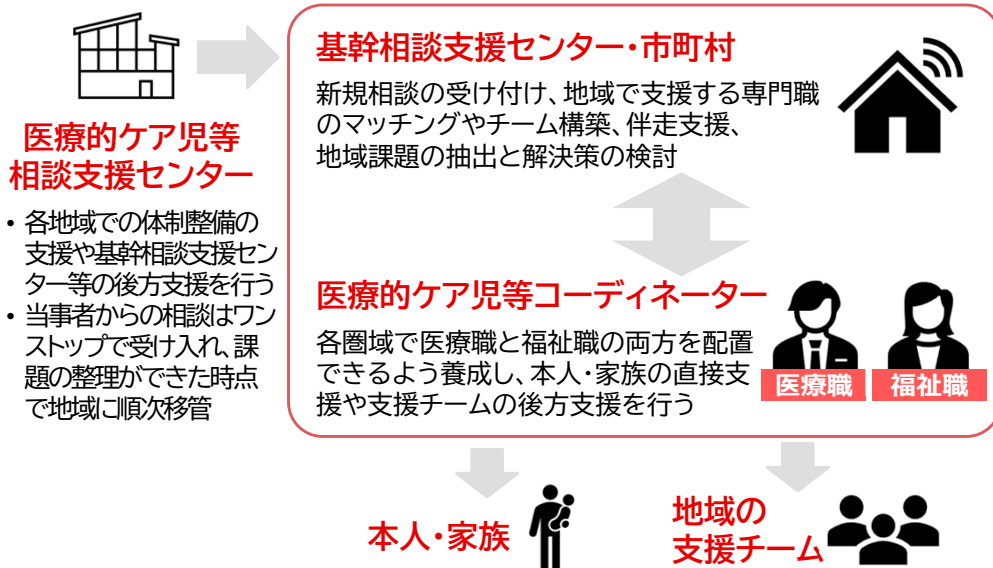 医療的ケア児等
相談支援センター
• 各地域での体制整備の
支援や基幹相談支援セン
ター等の後方支援を行う
• 当事者からの相談はワン
ストップで受け入れ、課
題の整理ができた時点
で地域に順次移管
基幹相談支援センター・市町村
新規相談の受け付け、地域で支援する専門職
のマッチングやチーム構築、伴走支援、
地域課題の抽出と解決策の検討
医療的ケア児等コーディネーター
各圏域で医療職と福祉職の両方を配置
できるよう養成し、本人・家族の直接支
援や支援チームの後方支援を行う
医療職
福祉職
本人・家族
地域の
支援チーム